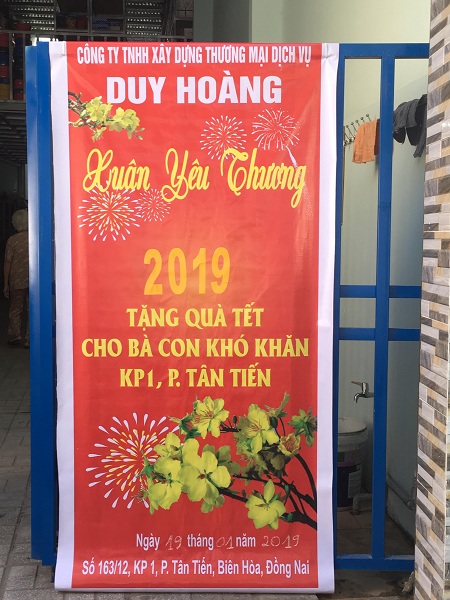 CÔNG TY TNHH XÂY DỰNG THƯƠNG MẠI DỊCH VỤ
DUY HOÀNG
Xuân Yêu Thương
2019
TẶNG QUÀ TẾT
CHO BÀ CON KHÓ KHĂN
KP1, P. TÂN TIẾN
Ngày 19 tháng 01 năm 2019
Số 163/12, KP 1, P. Tân Tiến, Biên Hòa, Đồng Nai